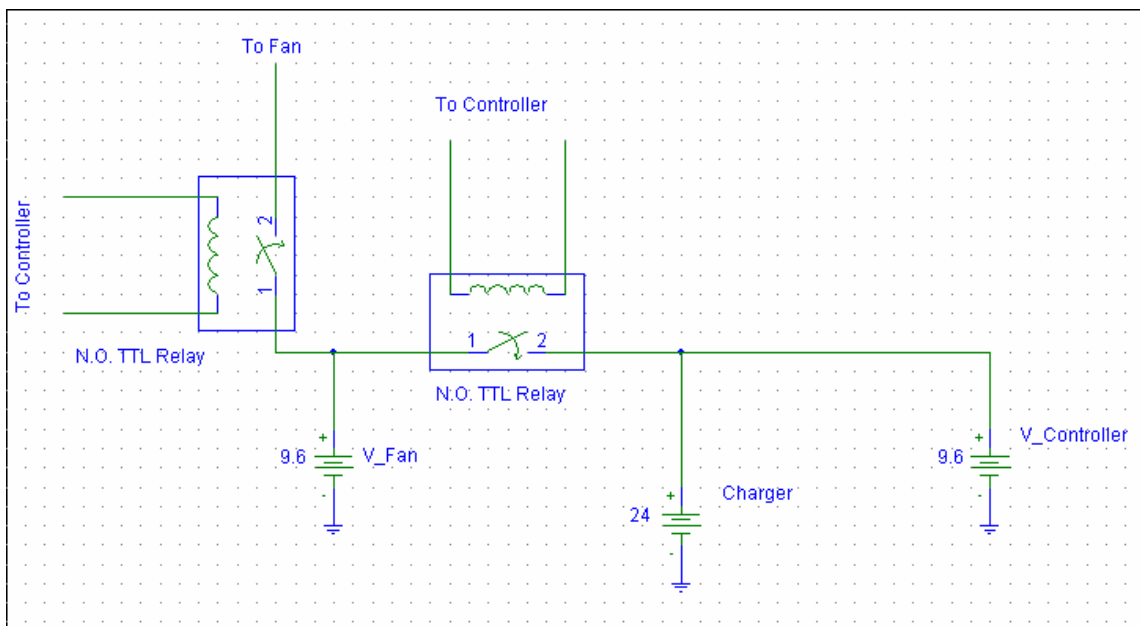 To Fan
To Controller
To Controller
2
1
N.O. TTL Relay
1 2
N.O. TTL Relay
+
9.6 V_Fan
-
+
24 Charger
-
+
9.6 V_Controller
-